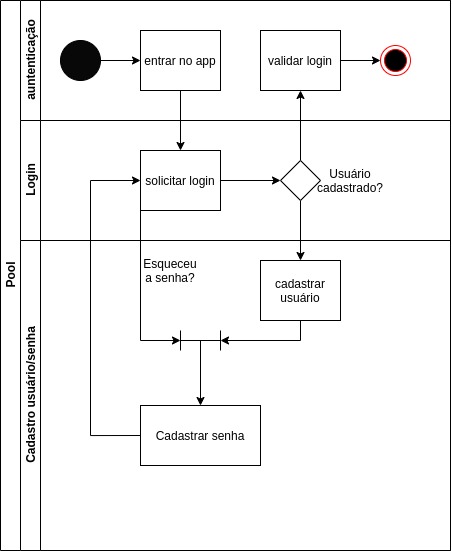 Pool
auntenticação
entrar no app
validar login
Login
solicitar login
Usuário
cadastrado?
Cadastro usuário/senha
Esqueceu
a senha?
cadastrar
usuário
Cadastrar senha